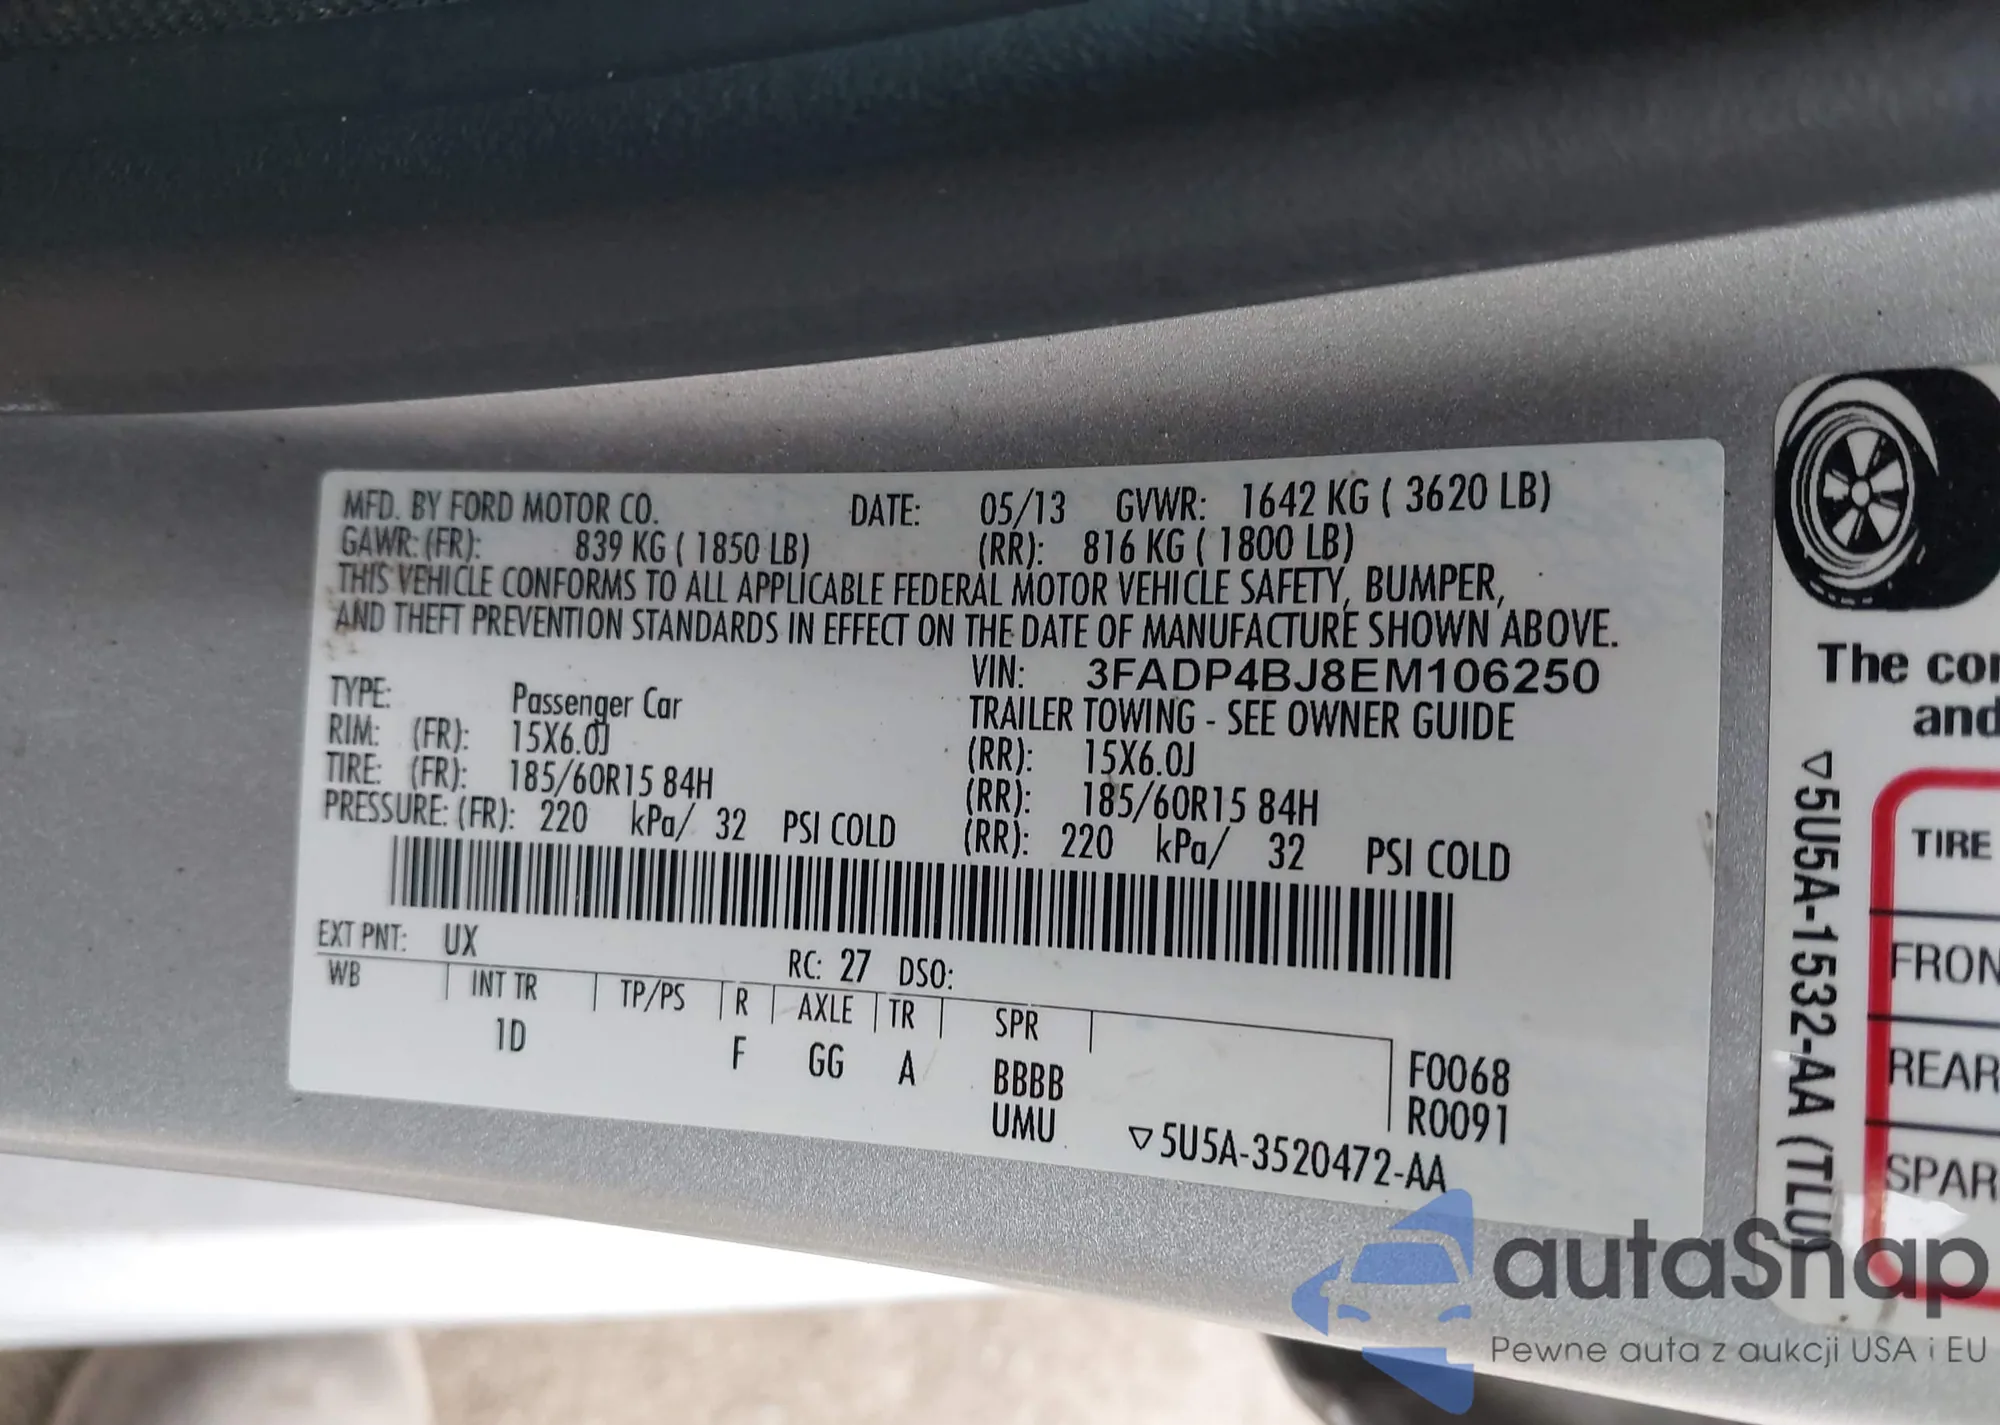 MFD. BY FORD MOTOR CO. DATE: 05/13 GVWR: 1642 KG ( 3620 LB)
GAWR: (FR): 839 KG ( 1850 LB) (RR): 816 KG ( 1800 LB)
THIS VEHICLE CONFORMS TO ALL APPLICABLE FEDERAL MOTOR VEHICLE SAFETY, BUMPER,
AND THEFT PREVENTION STANDARDS IN EFFECT ON THE DATE OF MANUFACTURE SHOWN ABOVE.
VIN: 3FADP4BJ8EM106250
TYPE: Passenger Car TRAILER TOWING - SEE OWNER GUIDE
RIM: (FR): 15X6.0J (RR): 15X6.0J
TIRE: (FR): 185/60R15 84H (RR): 185/60R15 84H
PRESSURE: (FR): 220 kPa/ 32 PSI COLD (RR): 220 kPa/ 32 PSI COLD
EXT PNT: UX RC: 27 DSO:
WB INT TR TP/PS R AXLE TR SPR
1D F GG A BBBB F0068
UMU R0091
▽5U5A-3520472-AA
The
and
▽5U5A-1532-AA (TLU)
TIRE
FRON
REAR
SPAR
autaSnap
Pewne auta z aukcji USA i EU